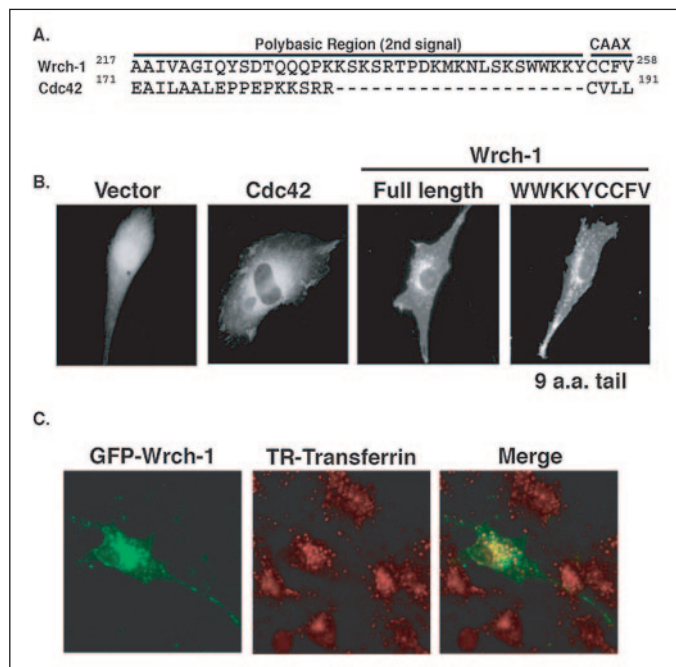 A.
Polybasic Region (2nd signal) CAAX
Wrch-1 217 AAIVAGIQYSDTQQQPKKSKSRTPDKMKNLSKSWWKKYCCFV 258
Cdc42 171 EAILAALEPPEPKKSRR--------------------CVLL 191
Wrch-1
B.
Vector Cdc42 Full length WWKKYCCFV
9 a.a. tail
C.
GFP-Wrch-1 TR-Transferrin Merge